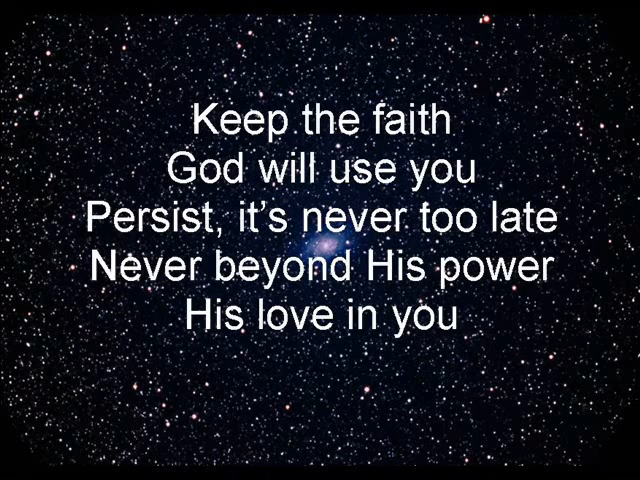 Keep the faith
God will use you
Persist, it’s never too late
Never beyond His power
His love in you